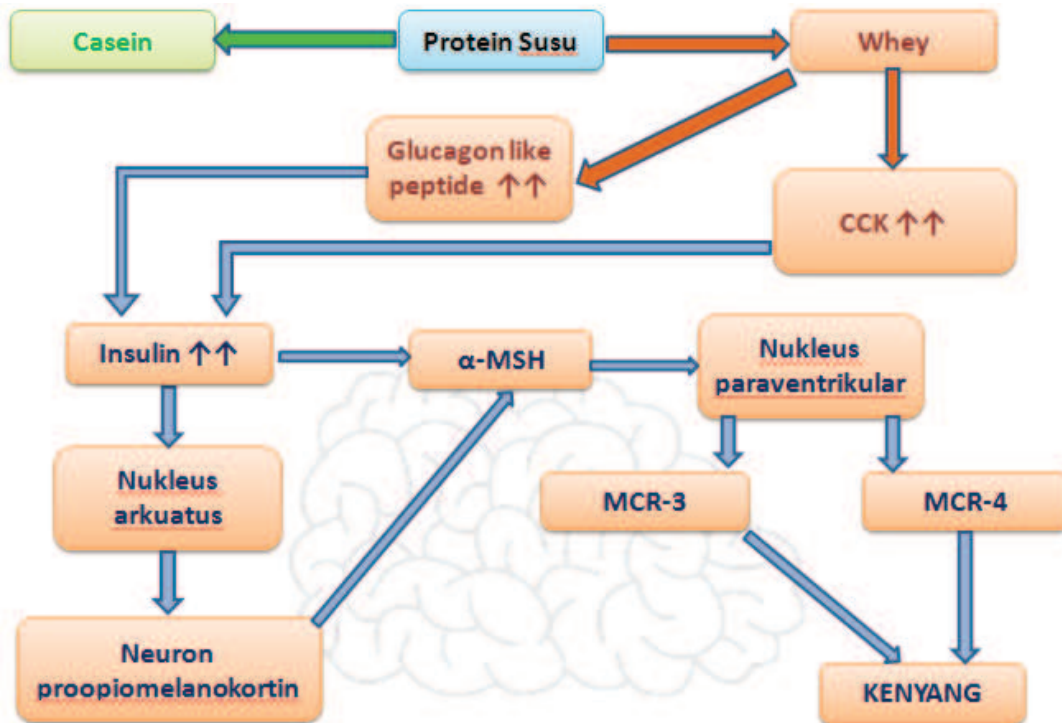 Casein
Protein Susu
Whey
Glucagon like
peptide ↑↑
CCK ↑↑
Insulin ↑↑
α-MSH
Nukleus
paraventrikular
Nukleus
arkuatus
MCR-3
MCR-4
Neuron
proopiomelanokortin
KENYANG